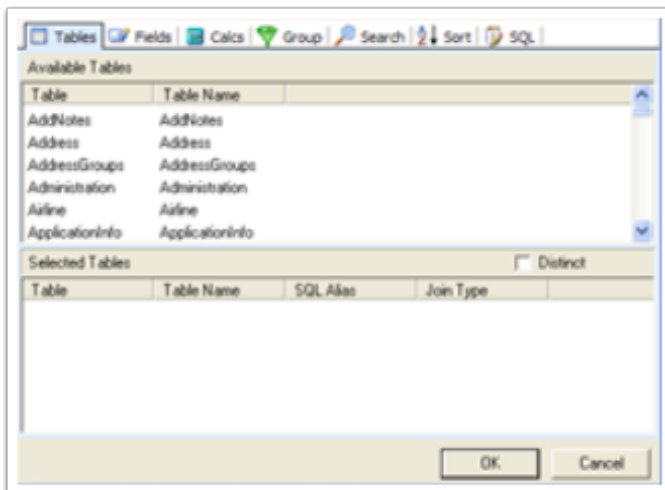 Tables Fields Calcs Group Search Sort SQL
Available Tables
Table Table Name
AddNotes AddNotes
Address Address
AddressGroups AddressGroups
Administration Administration
Airline Airline
ApplicationInfo ApplicationInfo
Selected Tables Distinct
Table Table Name SQL Alias Join Type
OK Cancel